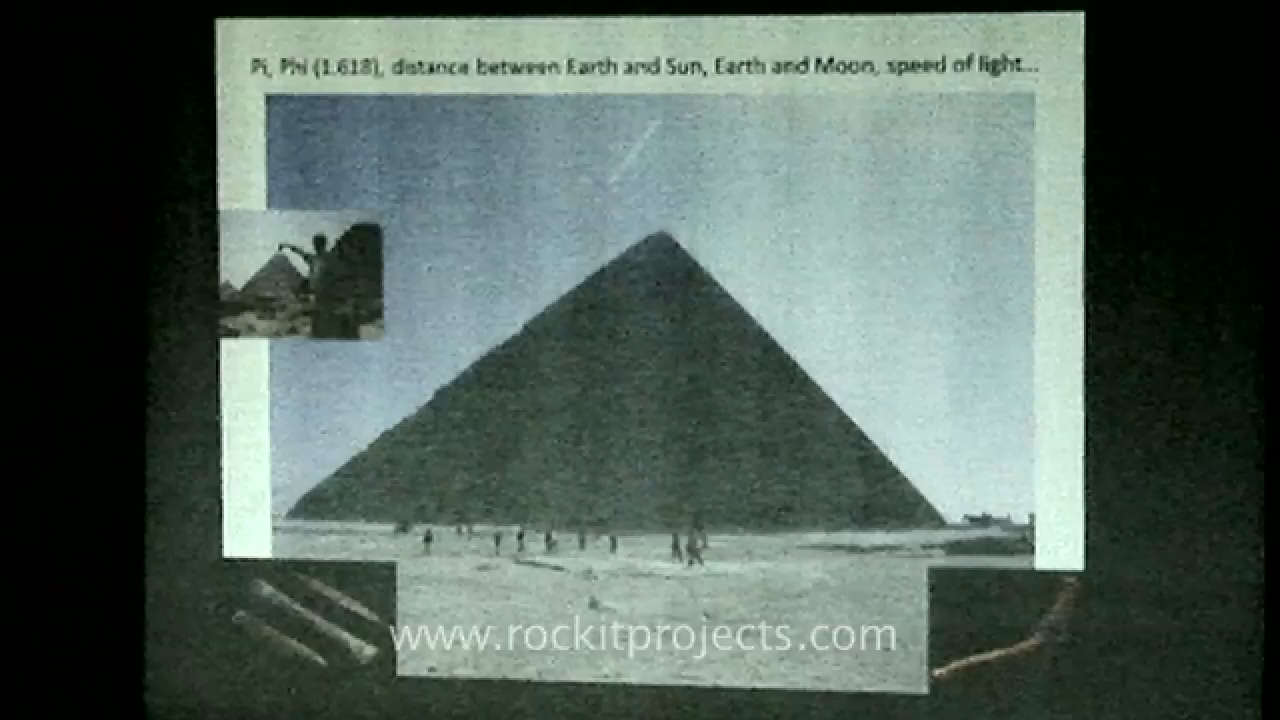 Pi, Phi (1.618), distance between Earth and Sun, Earth and Moon, speed of light...
www.rockitprojects.com